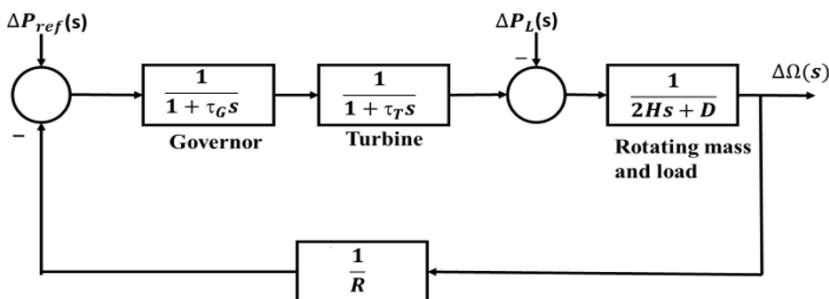 ΔP_ref(s)
ΔP_L(s)
ΔΩ(s)
−
1
1 + τ_G s
Governor
1
1 + τ_T s
Turbine
−
1
2Hs + D
Rotating mass
and load
1
R